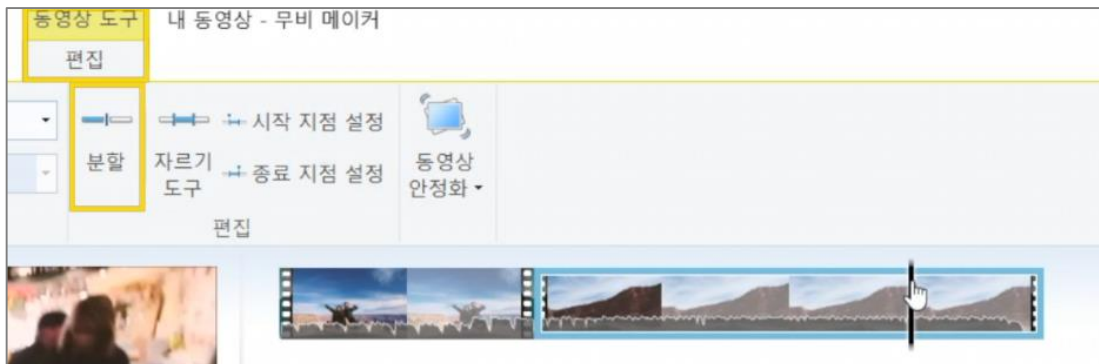 동영상 도구 내 동영상 - 무비 메이커
편집
분할
자르기
도구
시작 지점 설정
종료 지점 설정
동영상
안정화
편집